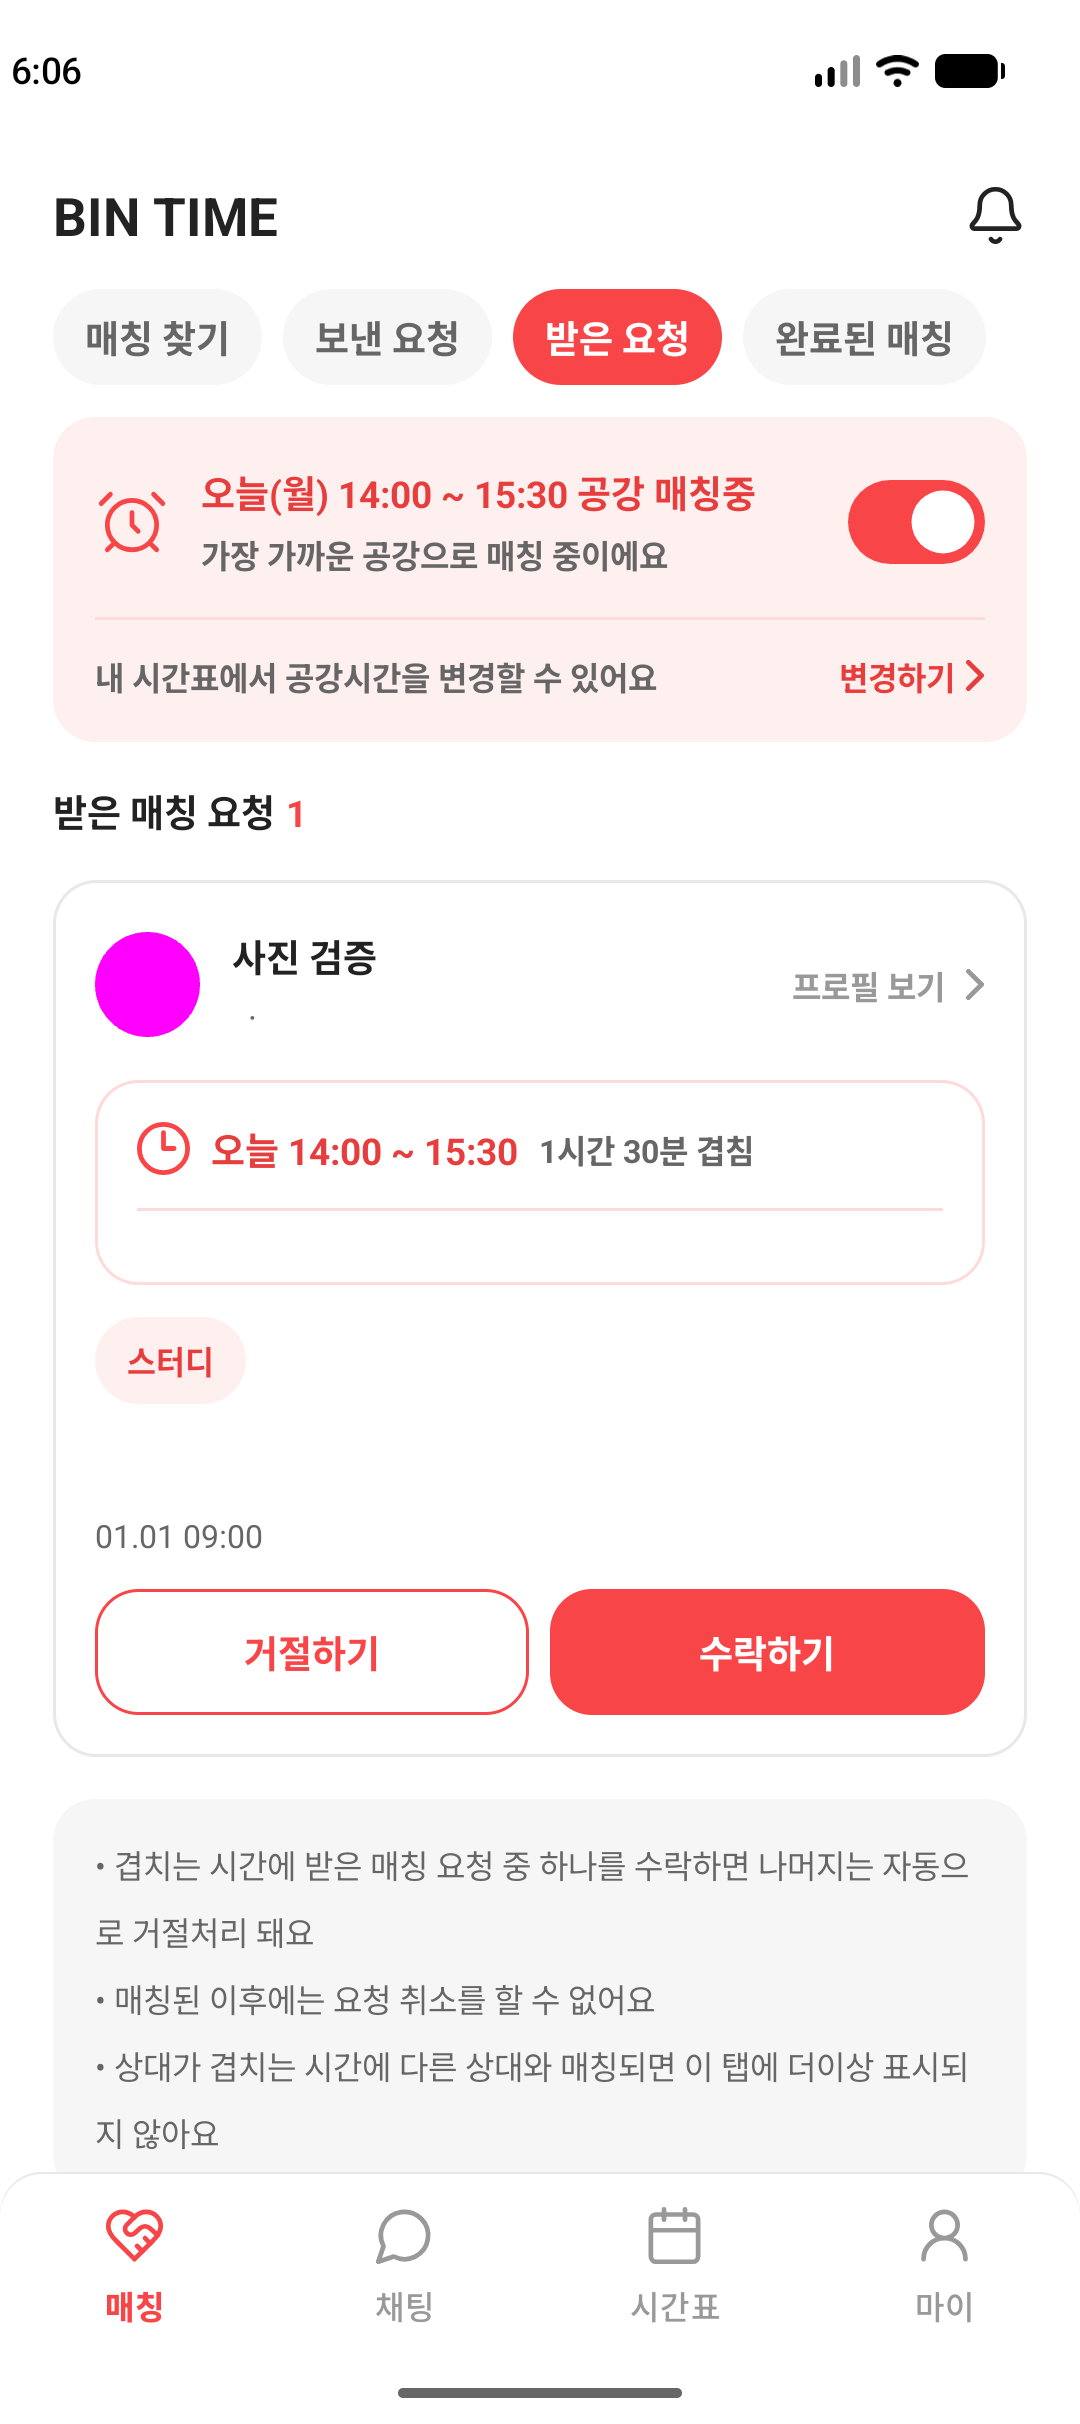 6:06
BIN TIME
매칭 찾기
보낸 요청
받은 요청
완료된 매칭
오늘(월) 14:00 ~ 15:30 공강 매칭중
가장 가까운 공강으로 매칭 중이에요
내 시간표에서 공강시간을 변경할 수 있어요
변경하기
받은 매칭 요청 1
사진 검증
·
프로필 보기
오늘 14:00 ~ 15:30 1시간 30분 겹침
스터디
01.01 09:00
거절하기
수락하기
• 겹치는 시간에 받은 매칭 요청 중 하나를 수락하면 나머지는 자동으
로 거절처리 돼요
• 매칭된 이후에는 요청 취소를 할 수 없어요
• 상대가 겹치는 시간에 다른 상대와 매칭되면 이 탭에 더이상 표시되
지 않아요
매칭
채팅
시간표
마이